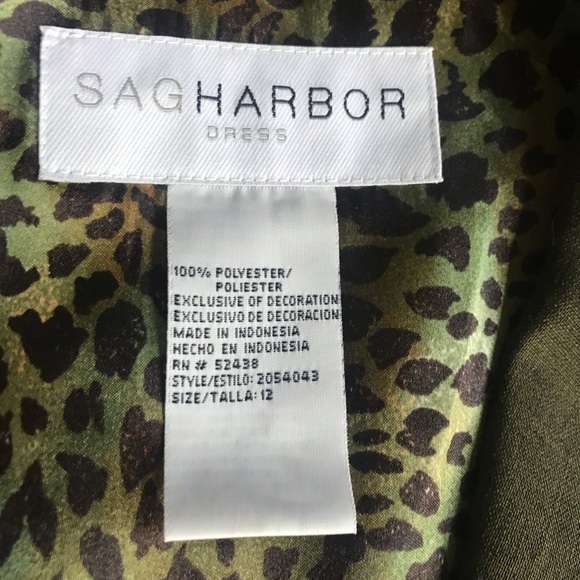 SAGHARBOR
DRESS
100% POLYESTER/
POLIESTER
EXCLUSIVE OF DECORATION
EXCLUSIVO DE DECORACION
MADE IN INDONESIA
HECHO EN INDONESIA
RN # 52438
STYLE/ESTILO: 2054043
SIZE/TALLA: 12